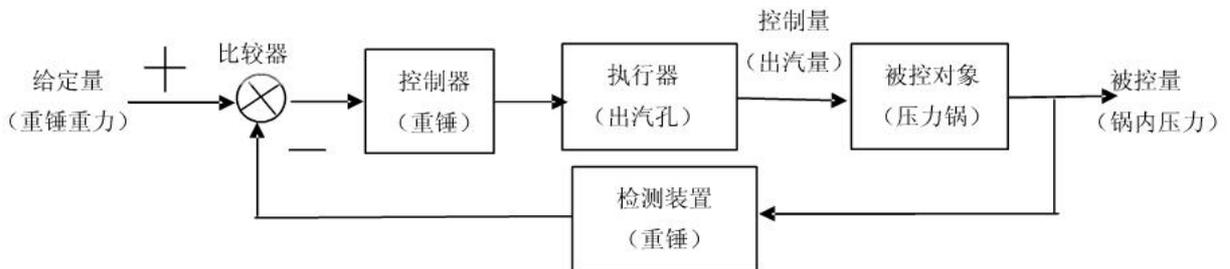 给定量
（重锤重力）
+
比较器
−
控制器
（重锤）
执行器
（出汽孔）
控制量
（出汽量）
被控对象
（压力锅）
被控量
（锅内压力）
检测装置
（重锤）